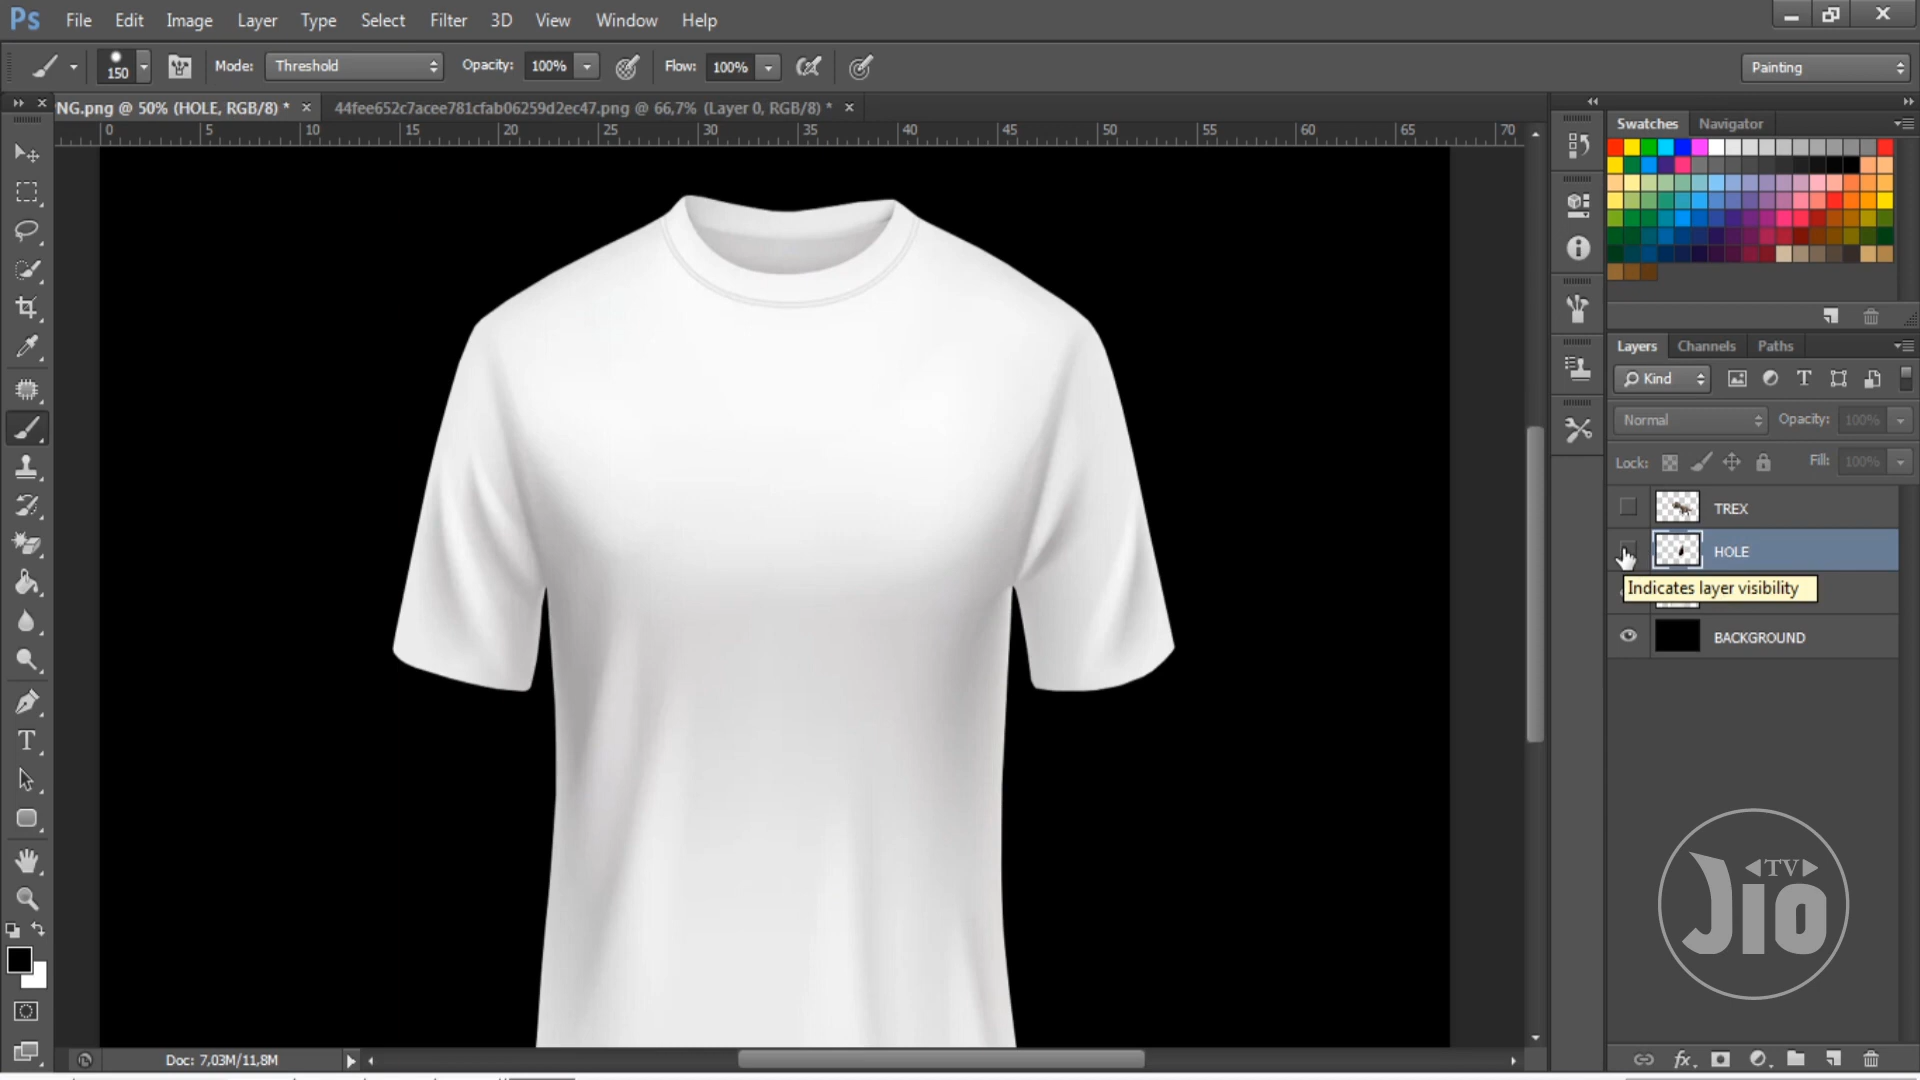 Ps File Edit Image Layer Type Select Filter 3D View Window Help
150 Mode: Threshold Opacity: 100% Flow: 100% Painting
NG.png @ 50% (HOLE, RGB/8) * × 44fee652c7acee781cfab06259d2ec47.png @ 66,7% (Layer 0, RGB/8) * ×
0 5 10 15 20 25 30 35 40 45 50 55 60 65 70
Swatches Navigator
Layers Channels Paths
Kind
Normal Opacity: 100%
Lock: Fill: 100%
TREX
HOLE
Indicates layer visibility
BACKGROUND
TV
Jio
Doc: 7,03M/11,8M